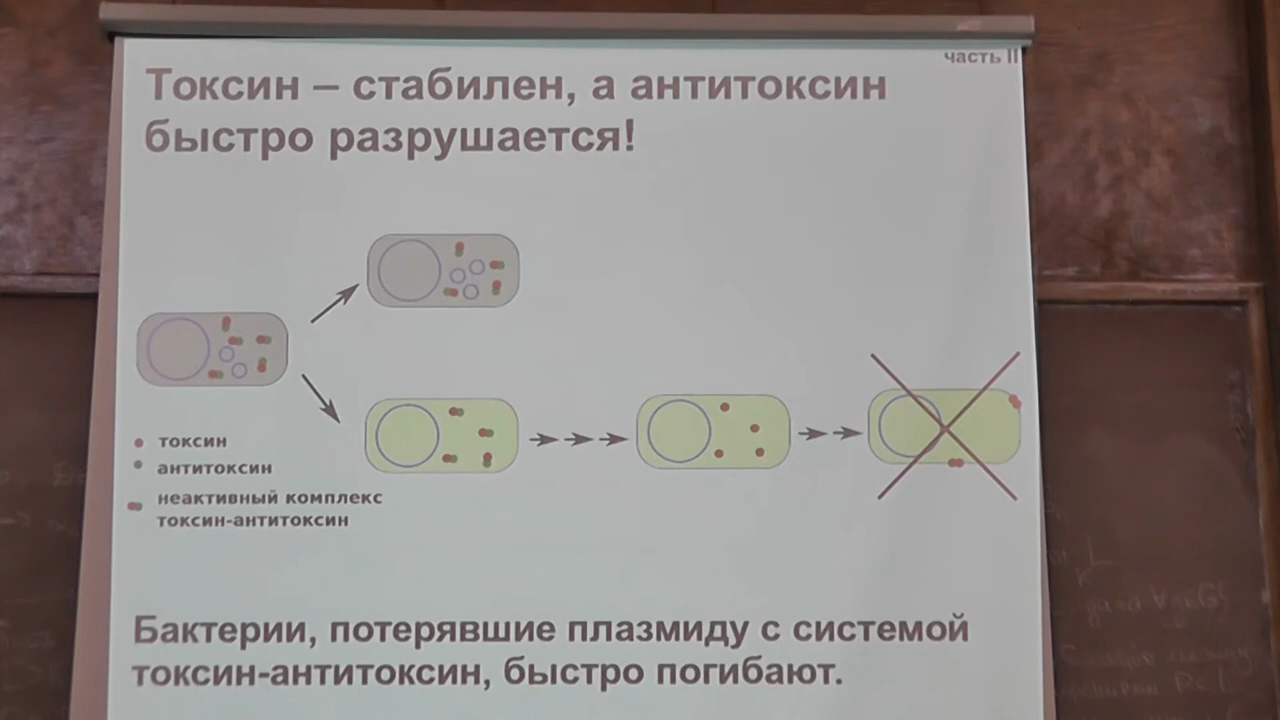 часть II
Токсин – стабилен, а антитоксин
быстро разрушается!
токсин
антитоксин
неактивный комплекс
токсин-антитоксин
Бактерии, потерявшие плазмиду с системой
токсин-антитоксин, быстро погибают.